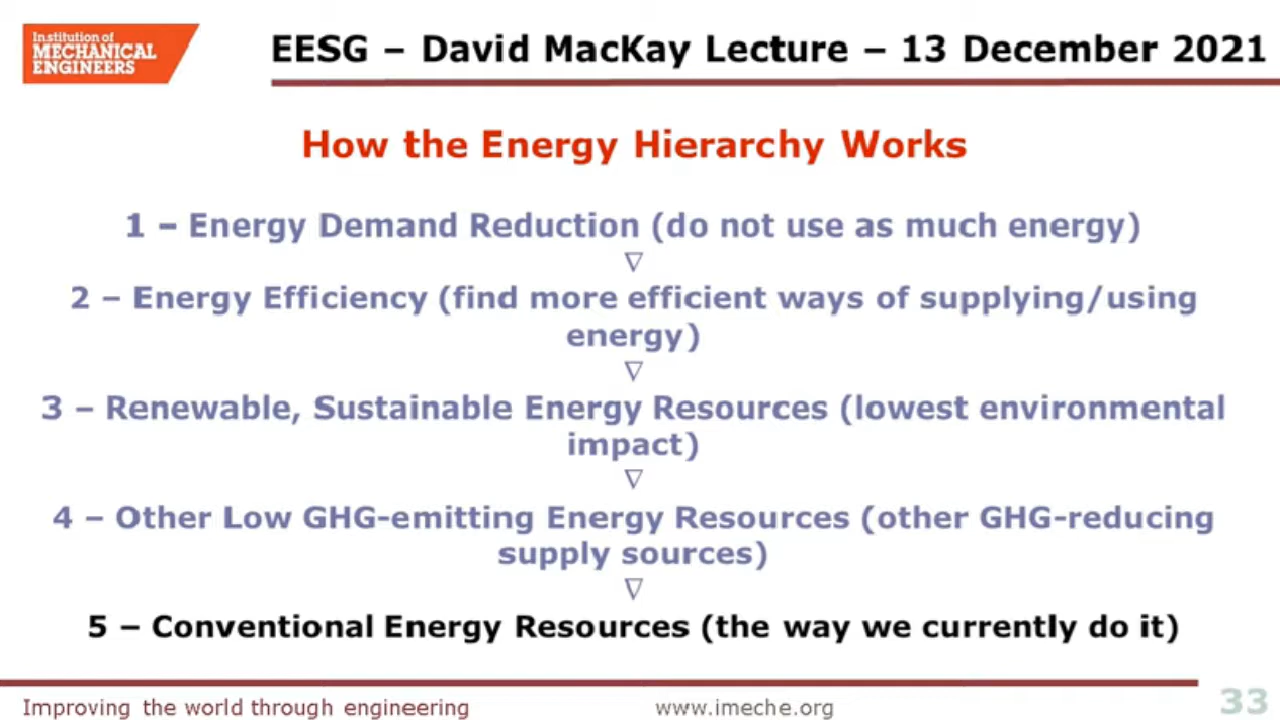 Institution of
MECHANICAL
ENGINEERS
EESG – David MacKay Lecture – 13 December 2021
How the Energy Hierarchy Works
1 – Energy Demand Reduction (do not use as much energy)
∇
2 – Energy Efficiency (find more efficient ways of supplying/using
energy)
∇
3 – Renewable, Sustainable Energy Resources (lowest environmental
impact)
∇
4 – Other Low GHG-emitting Energy Resources (other GHG-reducing
supply sources)
∇
5 – Conventional Energy Resources (the way we currently do it)
Improving the world through engineering
www.imeche.org
33